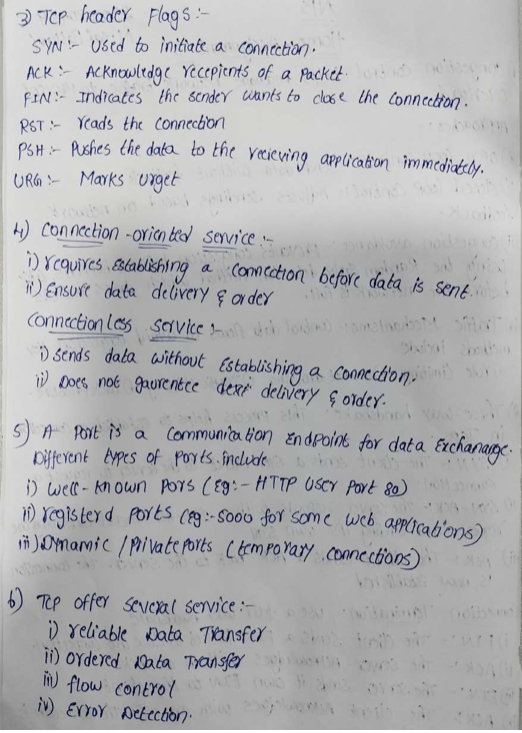 3) TCP header Flags :-
SYN :- Used to initiate a connection.
ACK :- Acknowledge recepients of a packet.
FIN :- Indicates the sender wants to close the connection.
RST :- reads the connection
PSH :- Pushes the data to the recieving application immediately.
URG :- Marks urget
4) connection-oriented service :-
i) requires establishing a connection before data is sent.
ii) Ensure data delivery & order
connectionless service :-
i) sends data without Establishing a connection.
ii) Does not gaurentee delivery & order.
5) A Port is a communication Endpoint for data Exchanange.
Different types of ports include
i) well-known pors (Eg:- HTTP User Port 80)
ii) registerd ports (eg:- 5000 for some web applications)
iii) Dynamic / Private ports (temporary connections)
6) TCP offer several service :-
i) reliable Data Transfer
ii) ordered Data Transfer
iii) flow control
iv) Error Detection.